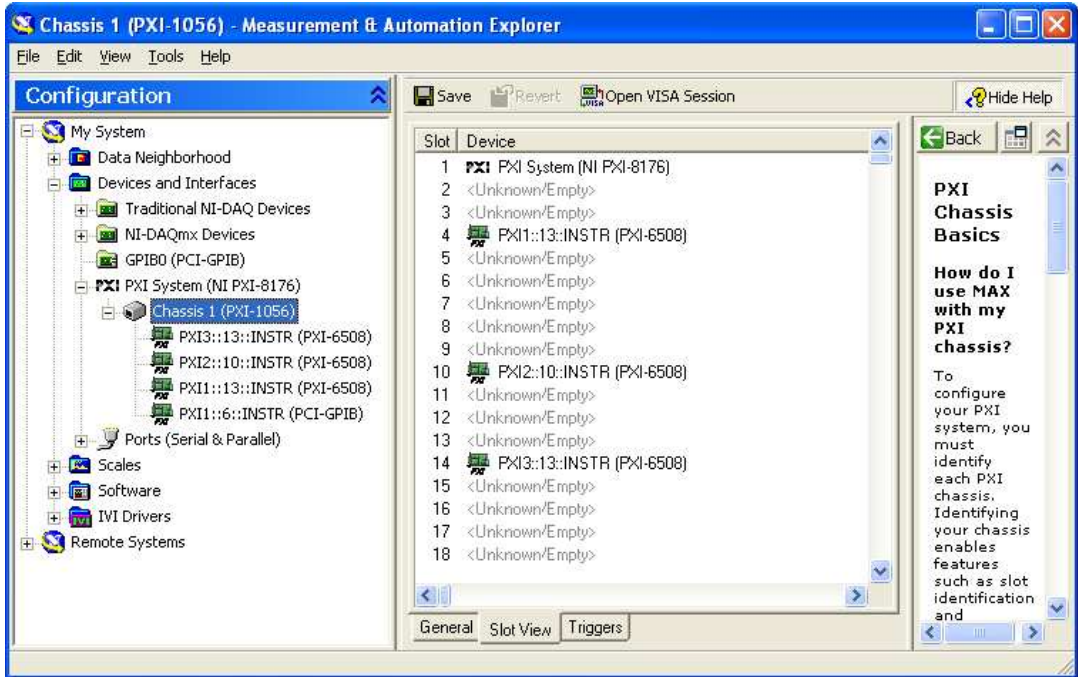 Chassis 1 (PXI-1056) - Measurement & Automation Explorer
File Edit View Tools Help
Configuration
My System
Data Neighborhood
Devices and Interfaces
Traditional NI-DAQ Devices
NI-DAQmx Devices
GPIB0 (PCI-GPIB)
PXI PXI System (NI PXI-8176)
Chassis 1 (PXI-1056)
PXI3::13::INSTR (PXI-6508)
PXI2::10::INSTR (PXI-6508)
PXI1::13::INSTR (PXI-6508)
PXI1::6::INSTR (PCI-GPIB)
Ports (Serial & Parallel)
Scales
Software
IVI Drivers
Remote Systems
Save Revert Open VISA Session Hide Help
Slot Device
1 PXI PXI System (NI PXI-8176)
2 <Unknown/Empty>
3 <Unknown/Empty>
4 PXI1::13::INSTR (PXI-6508)
5 <Unknown/Empty>
6 <Unknown/Empty>
7 <Unknown/Empty>
8 <Unknown/Empty>
9 <Unknown/Empty>
10 PXI2::10::INSTR (PXI-6508)
11 <Unknown/Empty>
12 <Unknown/Empty>
13 <Unknown/Empty>
14 PXI3::13::INSTR (PXI-6508)
15 <Unknown/Empty>
16 <Unknown/Empty>
17 <Unknown/Empty>
18 <Unknown/Empty>
General Slot View Triggers
Back
PXI
Chassis
Basics
How do I
use MAX
with my
PXI
chassis?
To
configure
your PXI
system, you
must
identify
each PXI
chassis.
Identifying
your chassis
enables
features
such as slot
identification
and